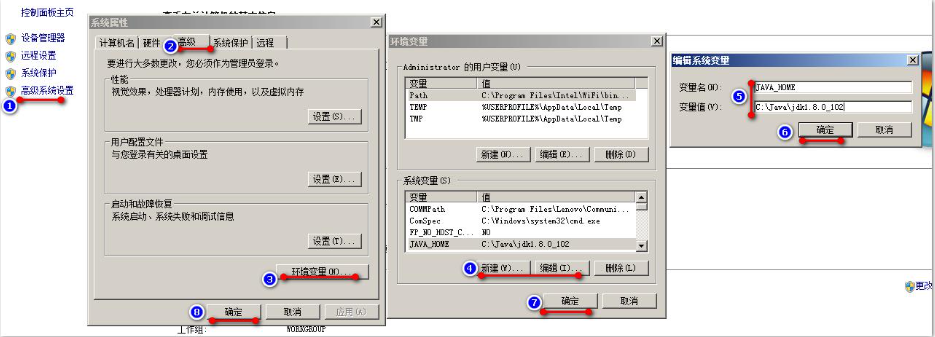 控制面板主页
设备管理器
远程设置
系统保护
高级系统设置
1
系统属性
计算机名
硬件
2
高级
系统保护
远程
要进行大多数更改，您必须作为管理员登录。
性能
视觉效果，处理器计划，内存使用，以及虚拟内存
设置(S)...
用户配置文件
与您登录有关的桌面设置
设置(E)...
启动和故障恢复
系统启动、系统失败和调试信息
设置(T)...
3
环境变量(N)...
8
确定
取消
应用(A)
工作组:
WORKGROUP
环境变量
Administrator 的用户变量(U)
变量 值
Path C:\Program Files\Intel\WiFi\bin...
TEMP %USERPROFILE%\AppData\Local\Temp
TMP %USERPROFILE%\AppData\Local\Temp
新建(N)...
编辑(E)...
删除(D)
系统变量(S)
变量 值
COMMPath C:\Program Files\Lenovo\Communi...
ComSpec C:\Windows\system32\cmd.exe
FP_NO_HOST_C... NO
JAVA_HOME C:\Java\jdk1.8.0_102
4
新建(W)...
编辑(I)...
删除(L)
7
确定
取消
编辑系统变量
5
变量名(N):
JAVA_HOME
变量值(V):
C:\Java\jdk1.8.0_102
6
确定
取消
更改